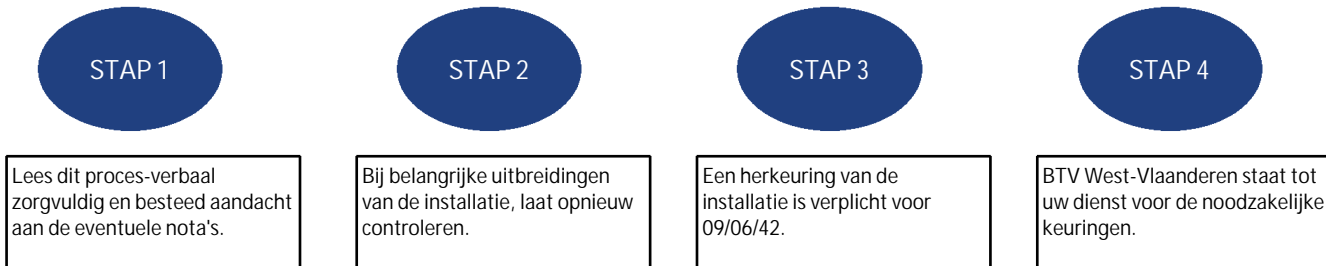 STAP 1
Lees dit proces-verbaal
zorgvuldig en besteed aandacht
aan de eventuele nota's.
STAP 2
Bij belangrijke uitbreidingen
van de installatie, laat opnieuw
controleren.
STAP 3
Een herkeuring van de
installatie is verplicht voor
09/06/42.
STAP 4
BTV West-Vlaanderen staat tot
uw dienst voor de noodzakelijke
keuringen.